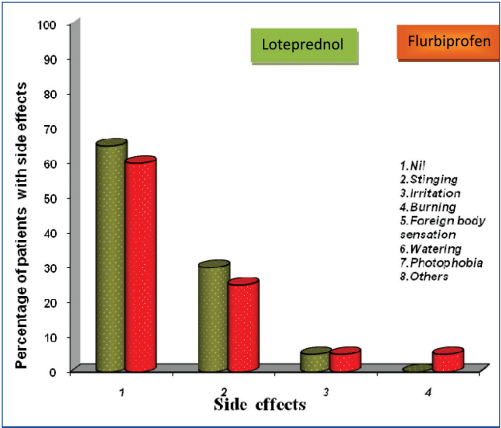 Loteprednol
Flurbiprofen
Percentage of patients with side effects
100
90
80
70
60
50
40
30
20
10
0
1.Nil
2.Stinging
3.Irritation
4.Burning
5.Foreign body
sensation
6.Watering
7.Photophobia
8.Others
1 2 3 4
Side effects